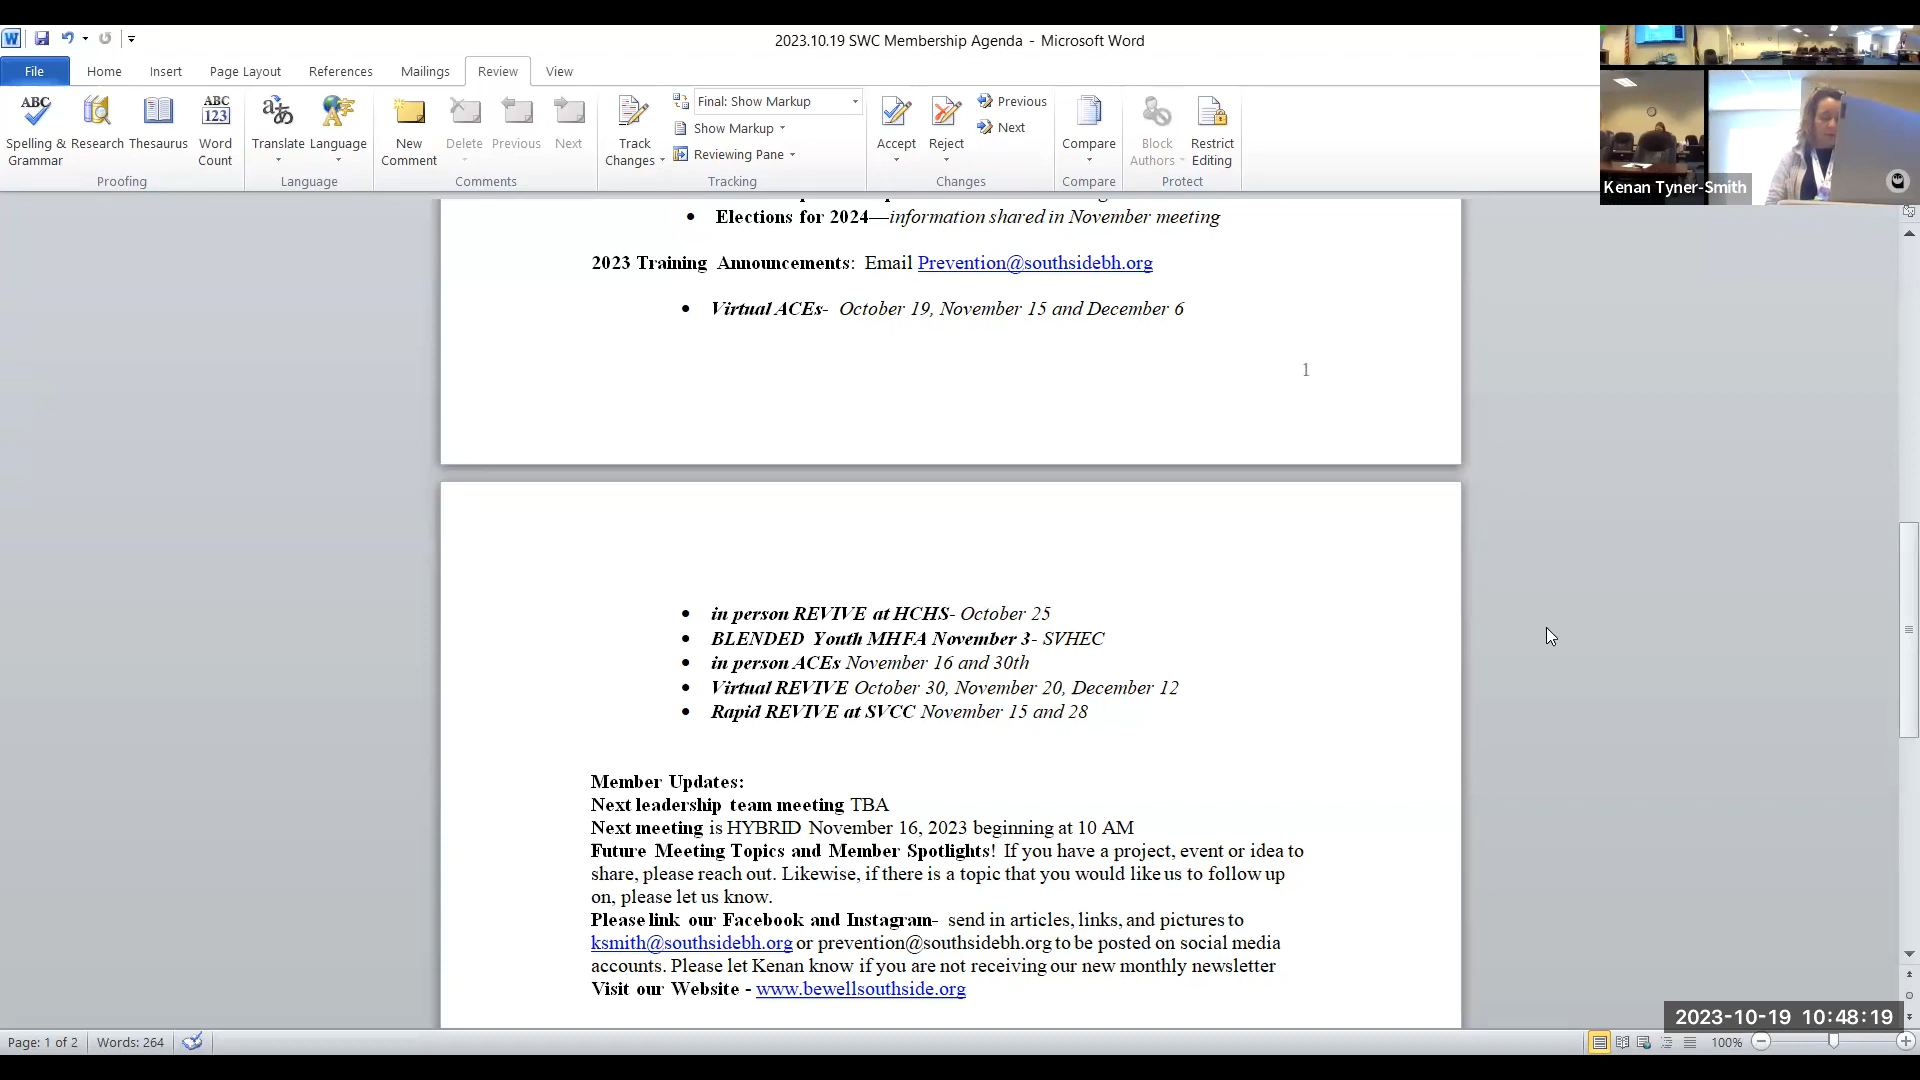 2023.10.19 SWC Membership Agenda - Microsoft Word
File Home Insert Page Layout References Mailings Review View
ABC Spelling & Grammar Research Thesaurus ABC 123 Word Count
Translate Language
New Comment Delete Previous Next
Track Changes Final: Show Markup
Show Markup
Reviewing Pane
Accept Reject Previous
Next
Compare Block Authors Restrict Editing
Proofing Language Comments Tracking Changes Compare Protect
Kenan Tyner-Smith
• Elections for 2024—information shared in November meeting
2023 Training Announcements: Email Prevention@southsidebh.org
• Virtual ACEs- October 19, November 15 and December 6
1
• in person REVIVE at HCHS- October 25
• BLENDED Youth MHFA November 3- SVHEC
• in person ACEs November 16 and 30th
• Virtual REVIVE October 30, November 20, December 12
• Rapid REVIVE at SVCC November 15 and 28
Member Updates:
Next leadership team meeting TBA
Next meeting is HYBRID November 16, 2023 beginning at 10 AM
Future Meeting Topics and Member Spotlights! If you have a project, event or idea to
share, please reach out. Likewise, if there is a topic that you would like us to follow up
on, please let us know.
Please link our Facebook and Instagram- send in articles, links, and pictures to
ksmith@southsidebh.org or prevention@southsidebh.org to be posted on social media
accounts. Please let Kenan know if you are not receiving our new monthly newsletter
Visit our Website - www.bewellsouthside.org
2023-10-19 10:48:19
Page: 1 of 2 Words: 264 100%